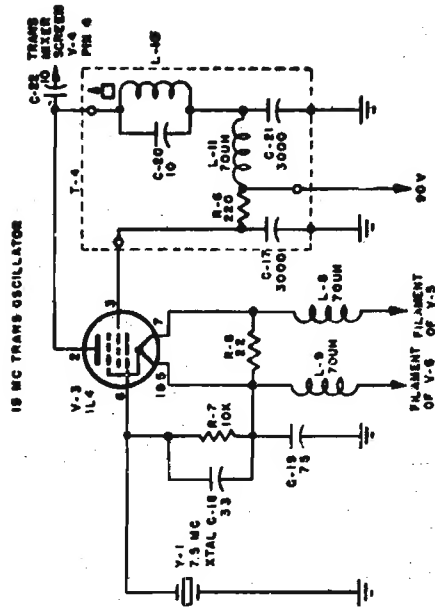 15 MC TRANS OSCILLATOR
C-22
10
TRANS
MIXER
SCREEN
V-4
PIN 4
T-4
C-20
10
L-11
70UH
C-21
3000
R-6
220
C-17
3000
90V
V-3
1L4
2
3
6
1&5
7
R-8
22
L-8
70UH
L-9
70UH
R-7
10K
C-18
33
C-19
75
Y-1
7.5 MC
XTAL
FILAMENT
OF V-6
FILAMENT OF V-5